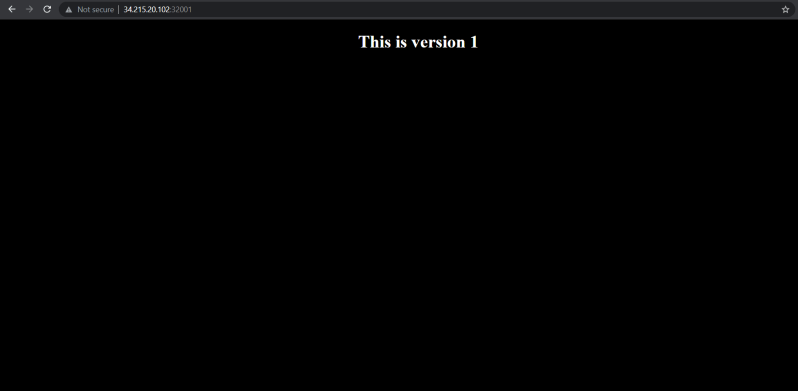 Not secure | 34.215.20.102:32001
This is version 1